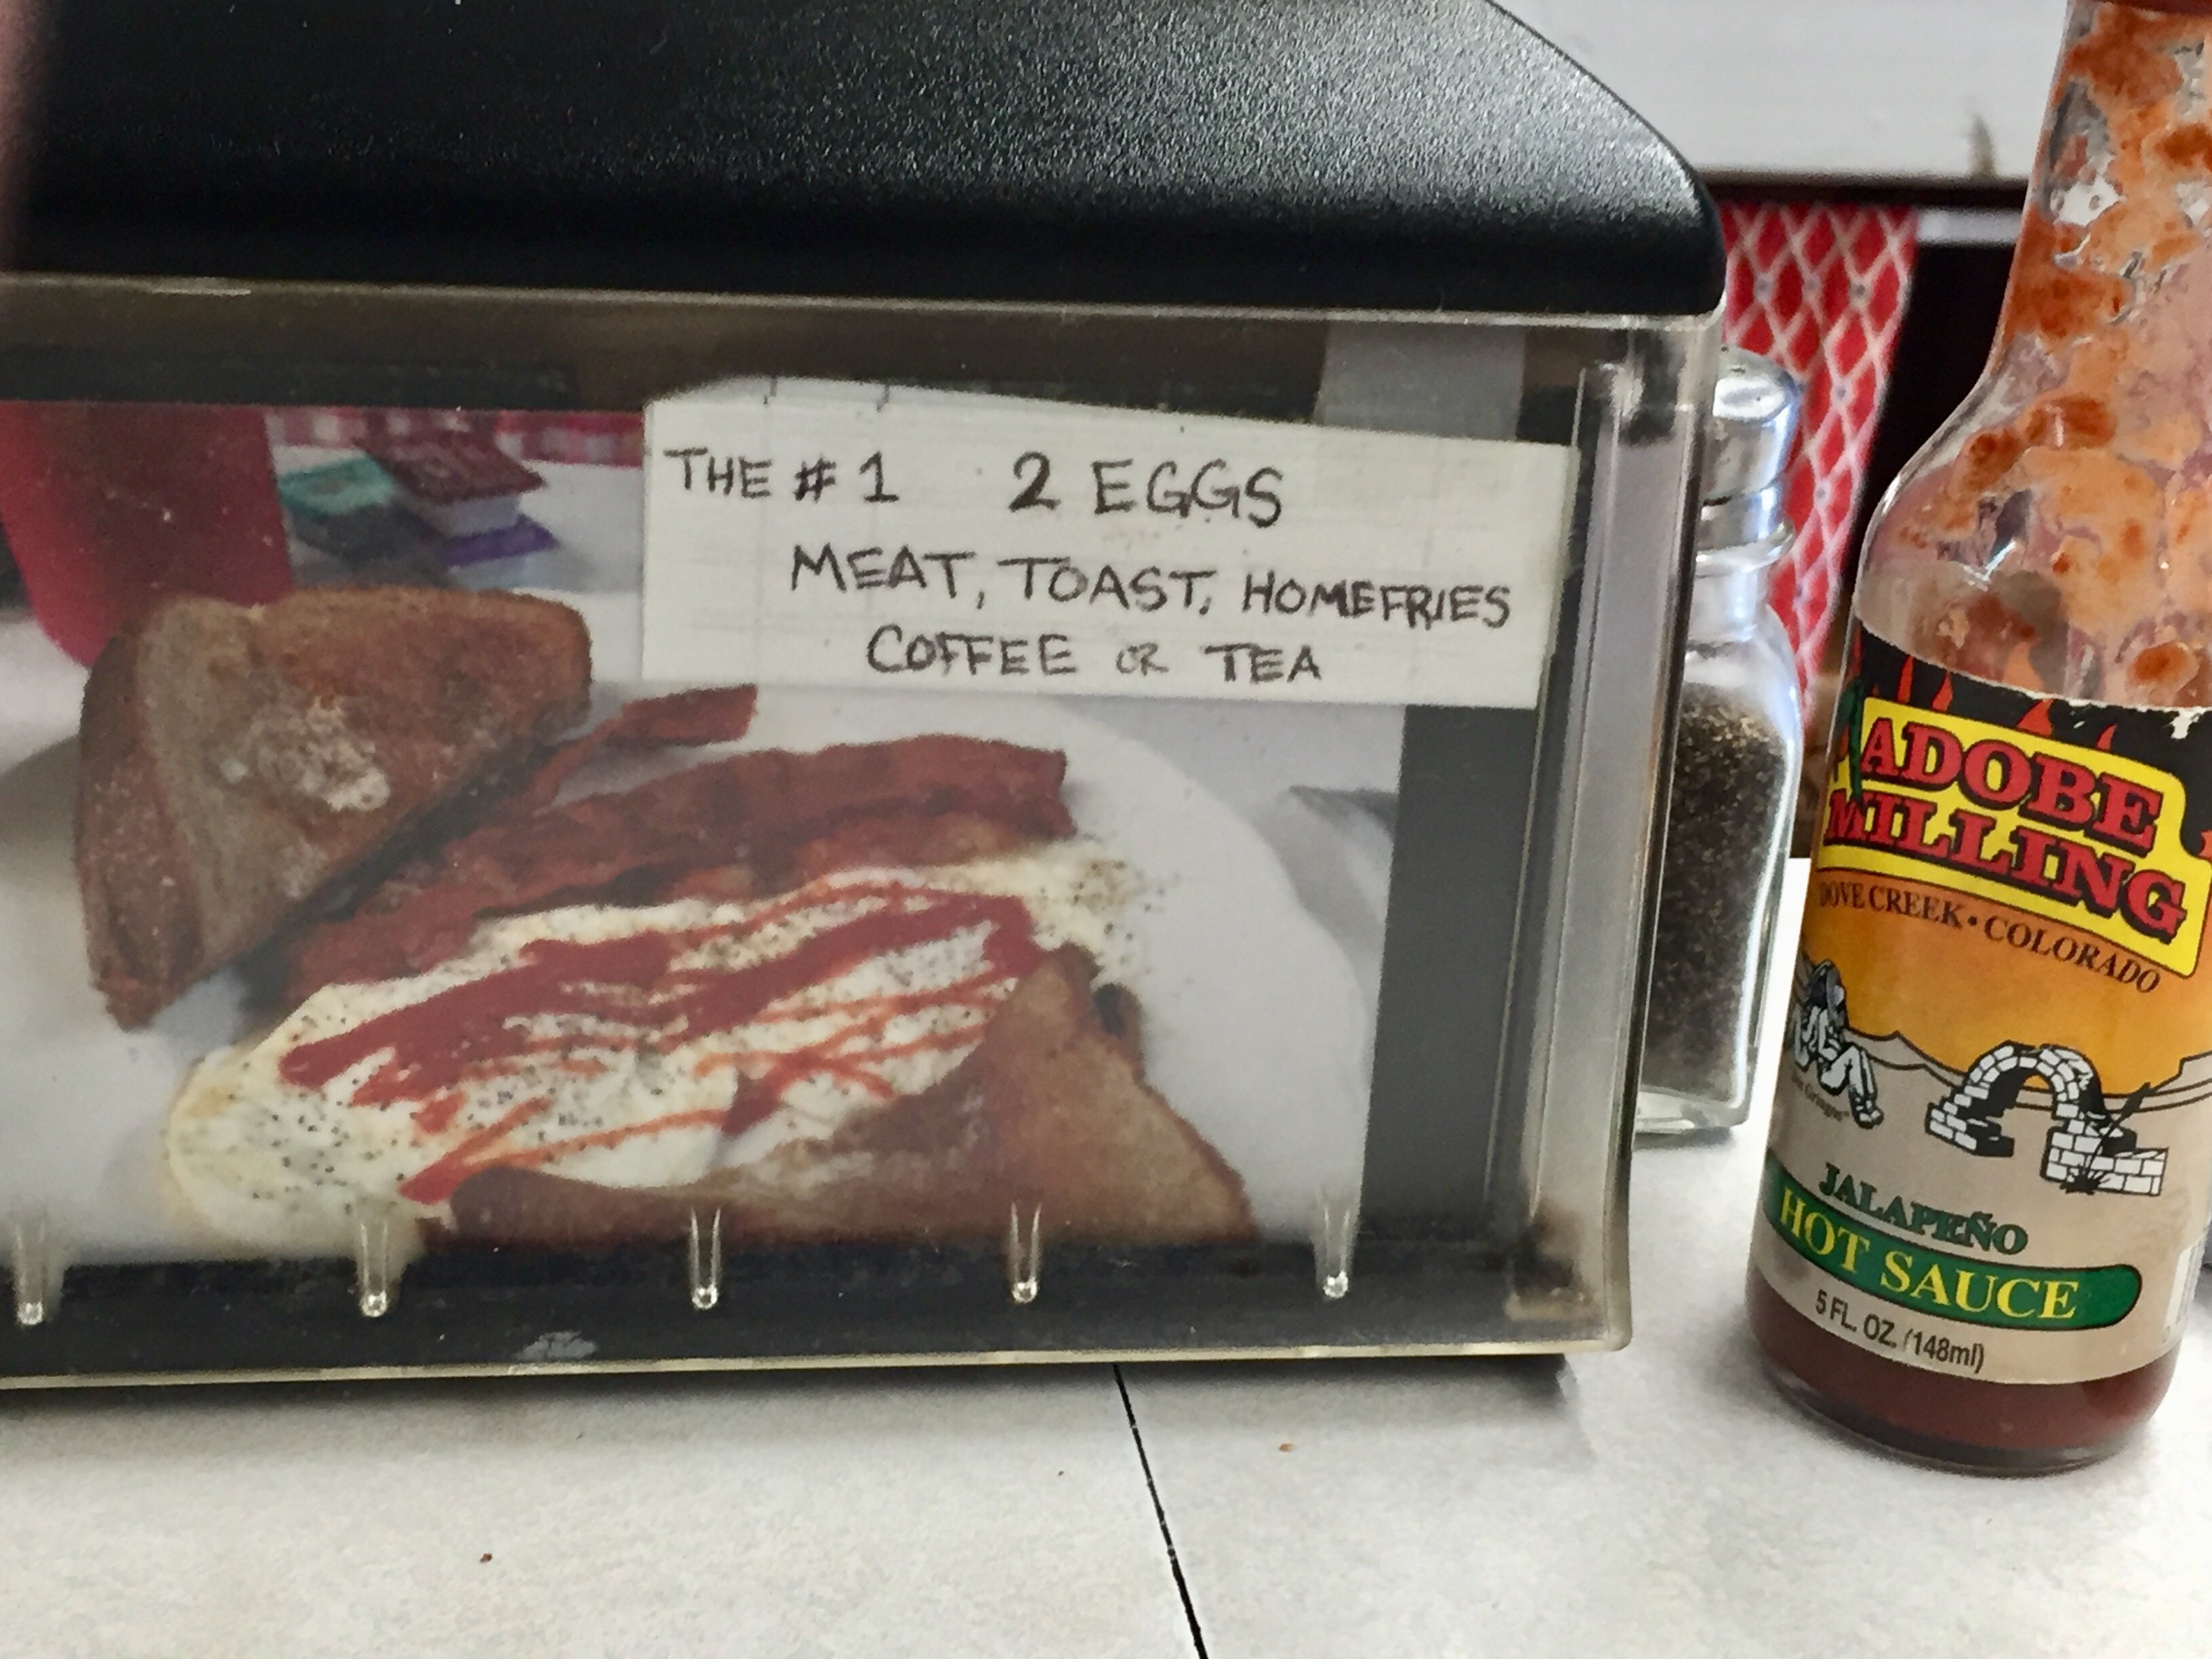 THE #1 2 EGGS
MEAT, TOAST, HOMEFRIES
COFFEE OR TEA
ADOBE
MILLING
DOVE CREEK • COLORADO
JALAPEÑO
HOT SAUCE
5 FL. OZ. (148ml)